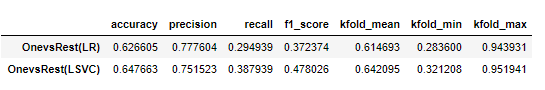 accuracy precision recall f1_score kfold_mean kfold_min kfold_max
OnevsRest(LR) 0.626605 0.777604 0.294939 0.372374 0.614693 0.283600 0.943931
OnevsRest(LSVC) 0.647663 0.751523 0.387939 0.478026 0.642095 0.321208 0.951941